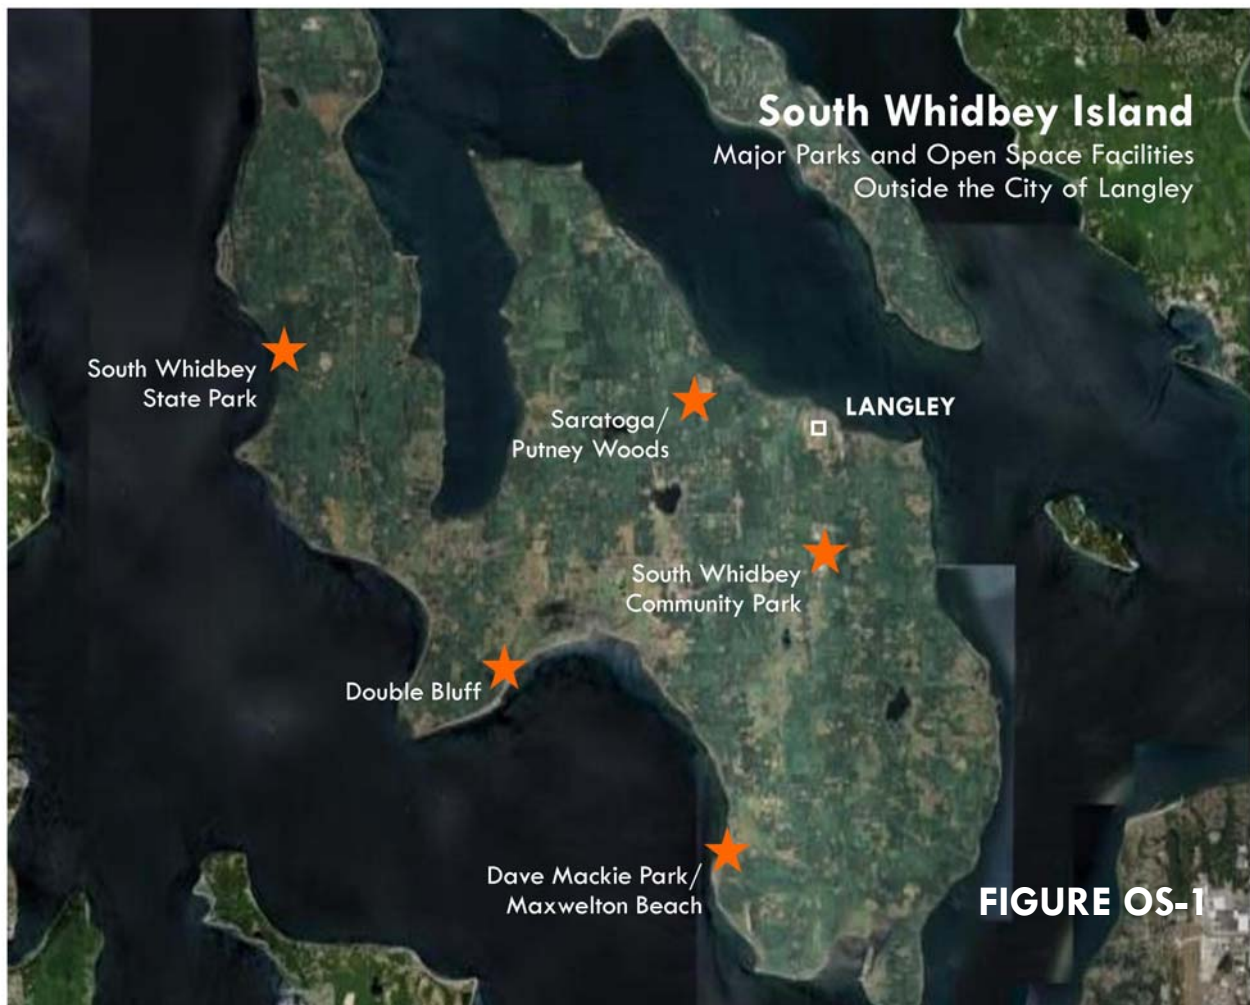 South Whidbey Island
Major Parks and Open Space Facilities
Outside the City of Langley
South Whidbey
State Park
Saratoga/
Putney Woods
LANGLEY
South Whidbey
Community Park
Double Bluff
Dave Mackie Park/
Maxwelton Beach
FIGURE OS-1